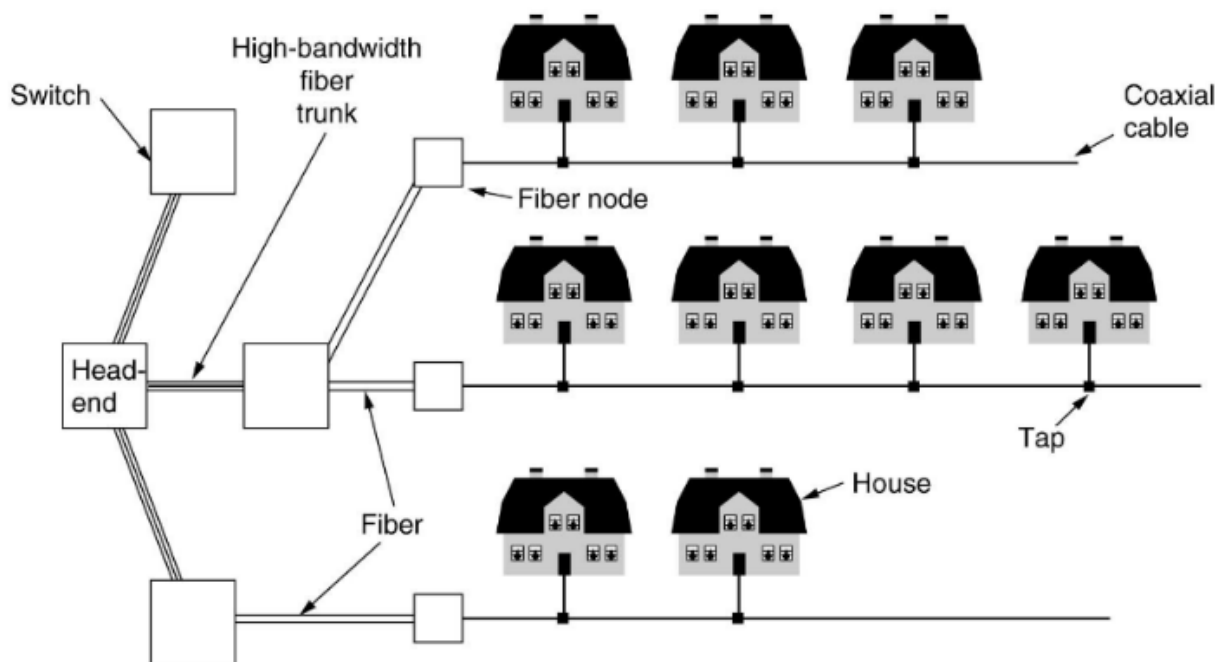 High-bandwidth
fiber
trunk
Switch
Coaxial
cable
Fiber node
Head-
end
Tap
House
Fiber